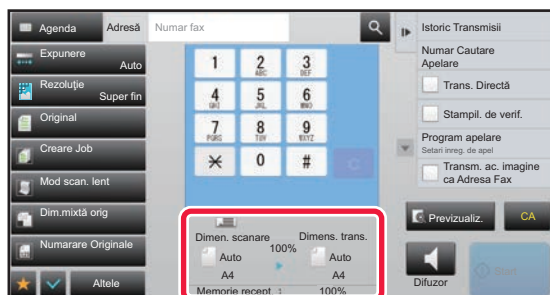 Agenda
Adresă
Numar fax
Istoric Transmisii
Expunere
Auto
Numar Cautare
Apelare
Rezoluţie
Super fin
Trans. Directă
Original
Stampil. de verif.
Creare Job
Program apelare
Setari inreg. de apel
Mod scan. lent
Transm. ac. imagine
ca Adresa Fax
Dim.mixtă orig
Numarare Originale
Altele
1
2 ABC
3 DEF
4 GHI
5 JKL
6 MNO
7 PQRS
8 TUV
9 WXYZ
0
#
C
Dimen. scanare
100%
Dimens. trans.
Auto
A4
Auto
A4
Memorie recept. :
100%
Previzualiz.
CA
Difuzor
Start